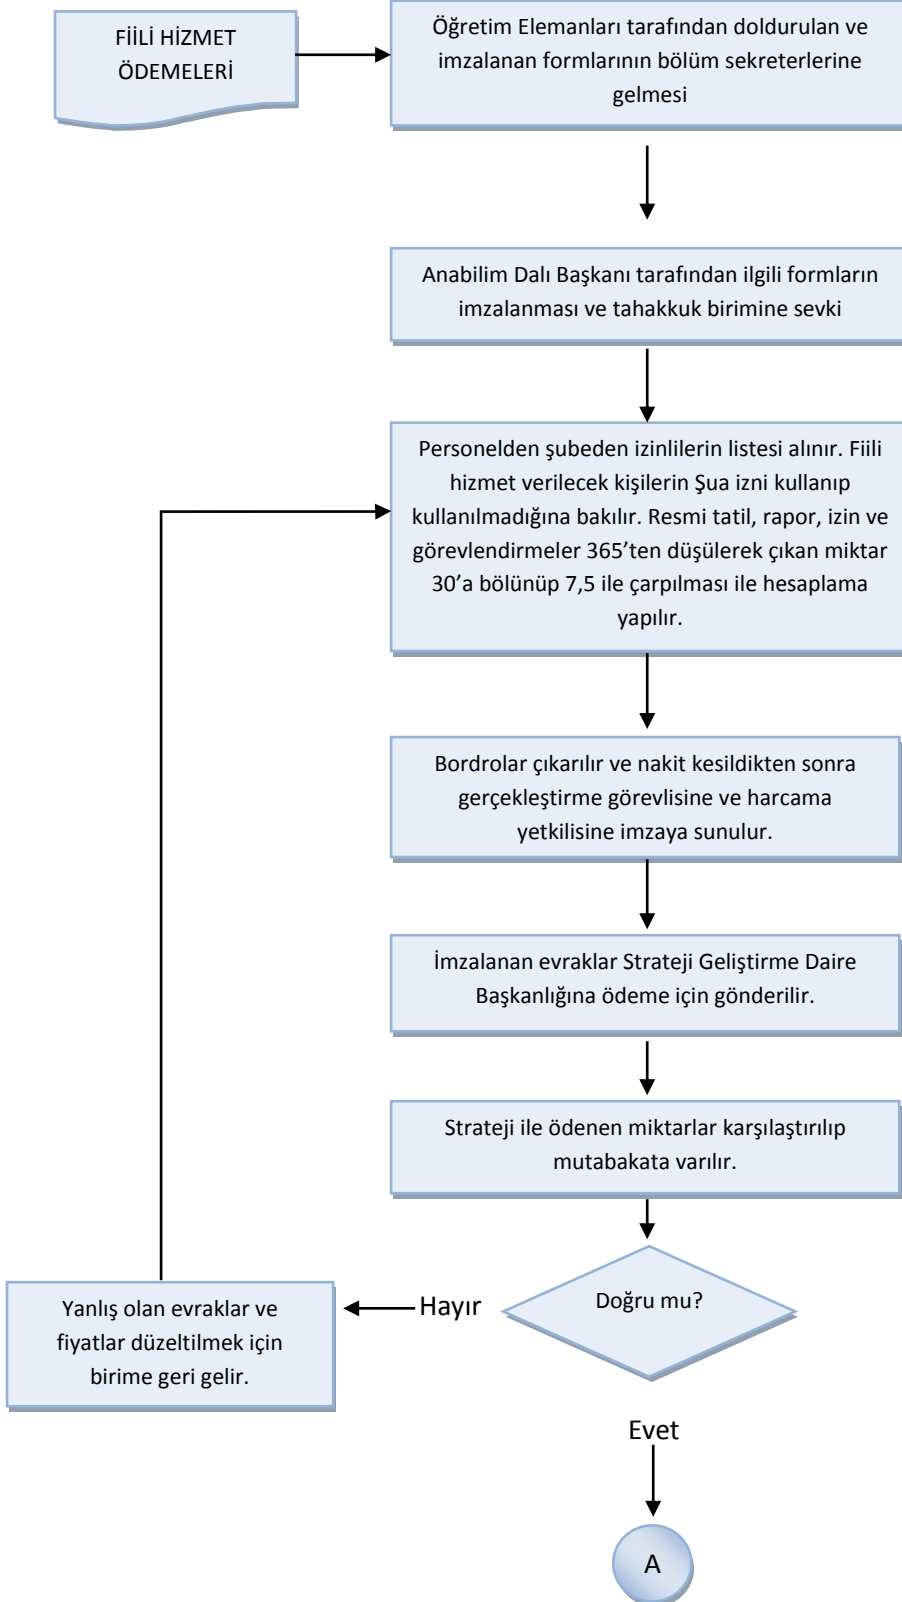 FİİLİ HİZMET
ÖDEMELERİ
Öğretim Elemanları tarafından doldurulan ve
imzalanan formlarının bölüm sekreterlerine
gelmesi
Anabilim Dalı Başkanı tarafından ilgili formların
imzalanması ve tahakkuk birimine sevki
Personelden şubeden izinlilerin listesi alınır. Fiili
hizmet verilecek kişilerin Şua izni kullanıp
kullanılmadığına bakılır. Resmi tatil, rapor, izin ve
görevlendirmeler 365’ten düşülerek çıkan miktar
30’a bölünüp 7,5 ile çarpılması ile hesaplama
yapılır.
Bordrolar çıkarılır ve nakit kesildikten sonra
gerçekleştirme görevlisine ve harcama
yetkilisine imzaya sunulur.
İmzalanan evraklar Strateji Geliştirme Daire
Başkanlığına ödeme için gönderilir.
Strateji ile ödenen miktarlar karşılaştırılıp
mutabakata varılır.
Doğru mu?
Hayır
Yanlış olan evraklar ve
fiyatlar düzeltilmek için
birime geri gelir.
Evet
A